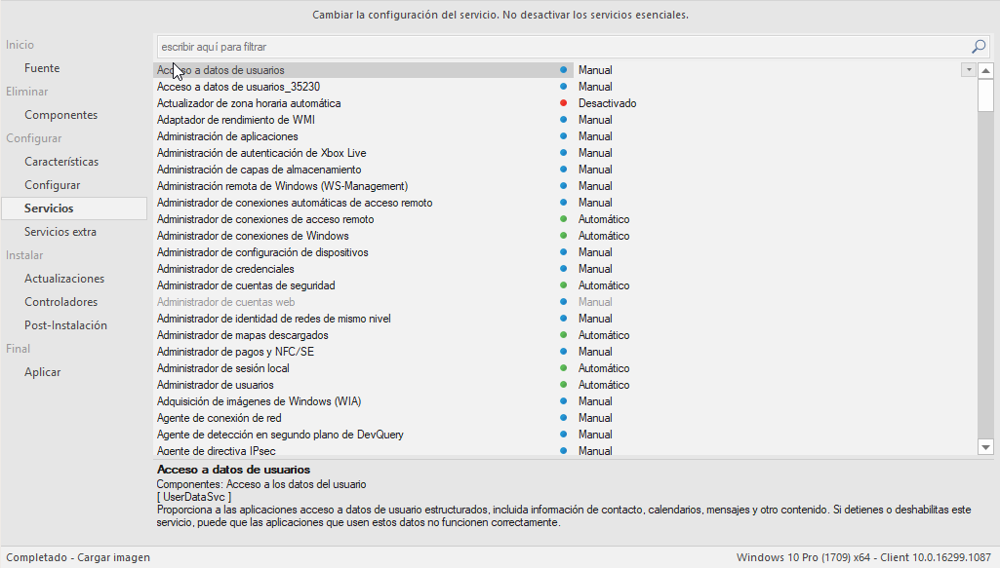 Cambiar la configuración del servicio. No desactivar los servicios esenciales.
Inicio
Fuente
Eliminar
Componentes
Configurar
Características
Configurar
Servicios
Servicios extra
Instalar
Actualizaciones
Controladores
Post-Instalación
Final
Aplicar
escribir aquí para filtrar
Acceso a datos de usuarios Manual
Acceso a datos de usuarios_35230 Manual
Actualizador de zona horaria automática Desactivado
Adaptador de rendimiento de WMI Manual
Administración de aplicaciones Manual
Administración de autenticación de Xbox Live Manual
Administración de capas de almacenamiento Manual
Administración remota de Windows (WS-Management) Manual
Administrador de conexiones automáticas de acceso remoto Manual
Administrador de conexiones de acceso remoto Automático
Administrador de conexiones de Windows Automático
Administrador de configuración de dispositivos Manual
Administrador de credenciales Manual
Administrador de cuentas de seguridad Automático
Administrador de cuentas web Manual
Administrador de identidad de redes de mismo nivel Manual
Administrador de mapas descargados Automático
Administrador de pagos y NFC/SE Manual
Administrador de sesión local Automático
Administrador de usuarios Automático
Adquisición de imágenes de Windows (WIA) Manual
Agente de conexión de red Manual
Agente de detección en segundo plano de DevQuery Manual
Agente de directiva IPsec Manual
Acceso a datos de usuarios
Componentes: Acceso a los datos del usuario
[ UserDataSvc ]
Proporciona a las aplicaciones acceso a datos de usuario estructurados, incluida información de contacto, calendarios, mensajes y otro contenido. Si detienes o deshabilitas este
servicio, puede que las aplicaciones que usen estos datos no funcionen correctamente.
Completado - Cargar imagen
Windows 10 Pro (1709) x64 - Client 10.0.16299.1087